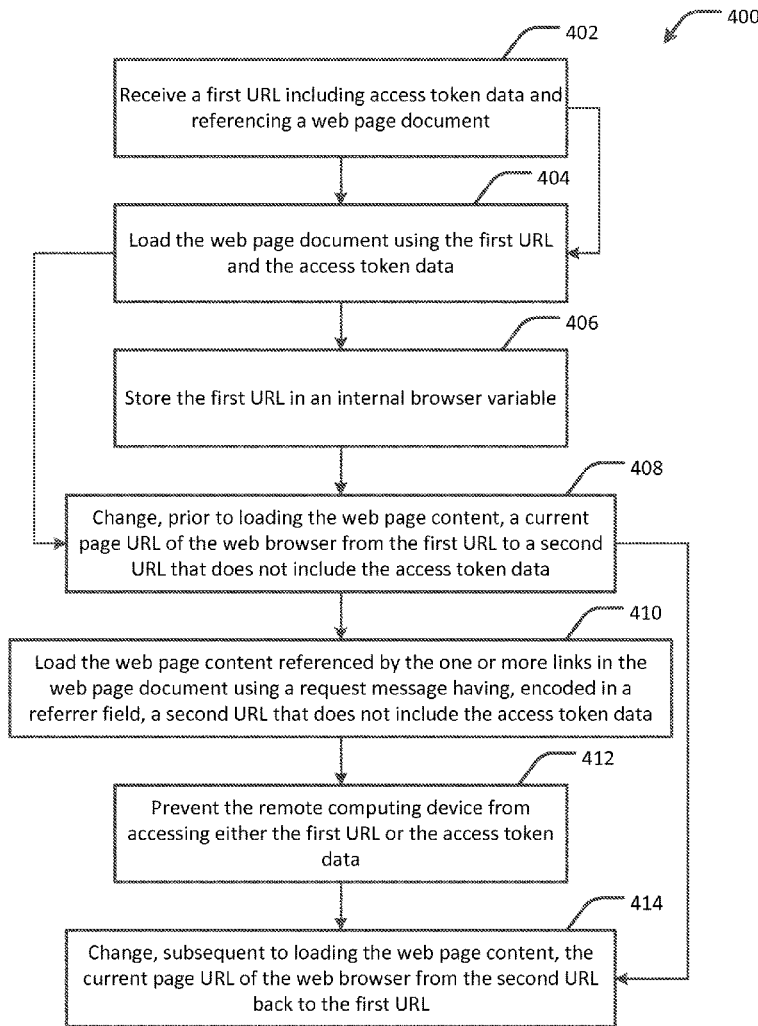 400
402
Receive a first URL including access token data and
referencing a web page document
404
Load the web page document using the first URL
and the access token data
406
Store the first URL in an internal browser variable
408
Change, prior to loading the web page content, a current
page URL of the web browser from the first URL to a second
URL that does not include the access token data
410
Load the web page content referenced by the one or more links in the
web page document using a request message having, encoded in a
referrer field, a second URL that does not include the access token data
412
Prevent the remote computing device from
accessing either the first URL or the access token
data
414
Change, subsequent to loading the web page content, the
current page URL of the web browser from the second URL
back to the first URL